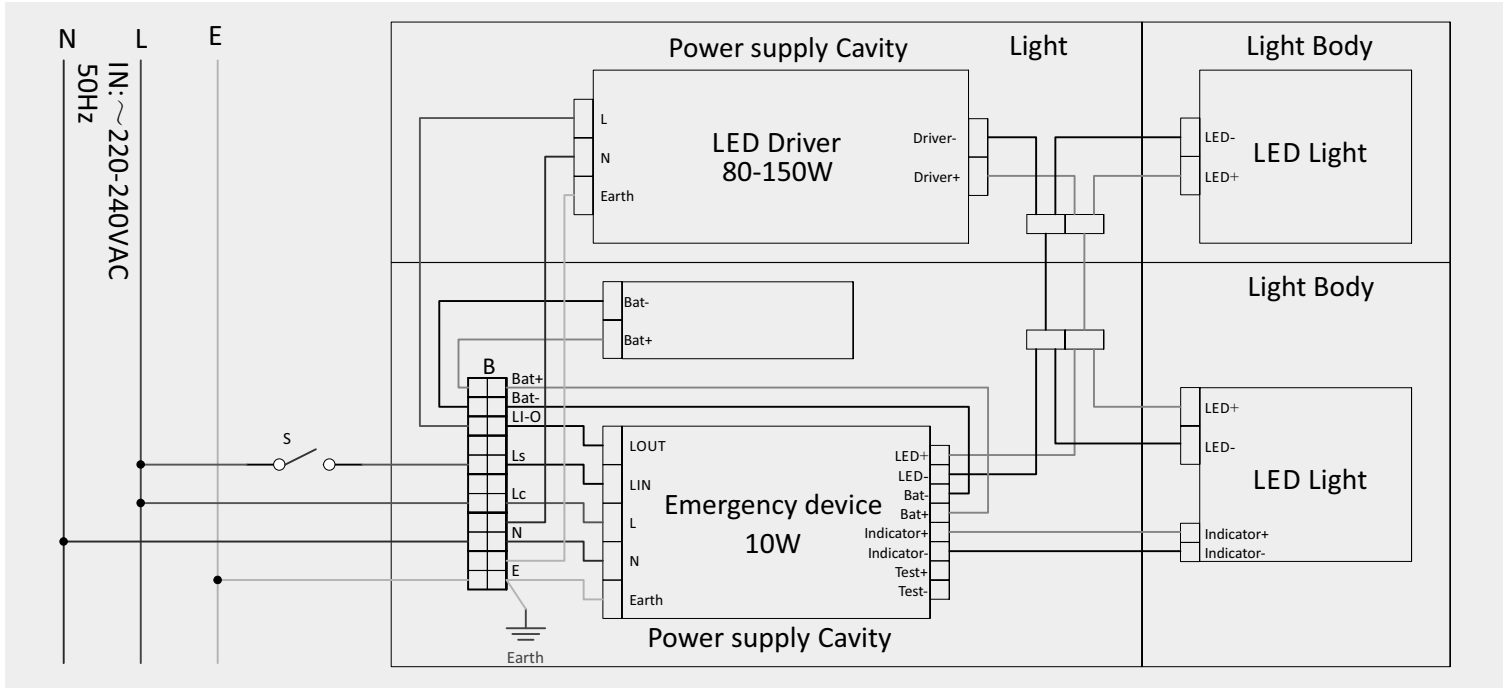 N L E
IN: ～220-240VAC
50Hz
Power supply Cavity
Light
Light Body
L
N
Earth
LED Driver
80-150W
Driver-
Driver+
LED-
LED+
LED Light
Light Body
Bat-
Bat+
B
Bat+
Bat-
LI-O
Ls
Lc
N
E
Earth
S
LOUT
LIN
L
N
Earth
Emergency device
10W
LED+
LED-
Bat-
Bat+
Indicator+
Indicator-
Test+
Test-
LED+
LED-
LED Light
Indicator+
Indicator-
Power supply Cavity